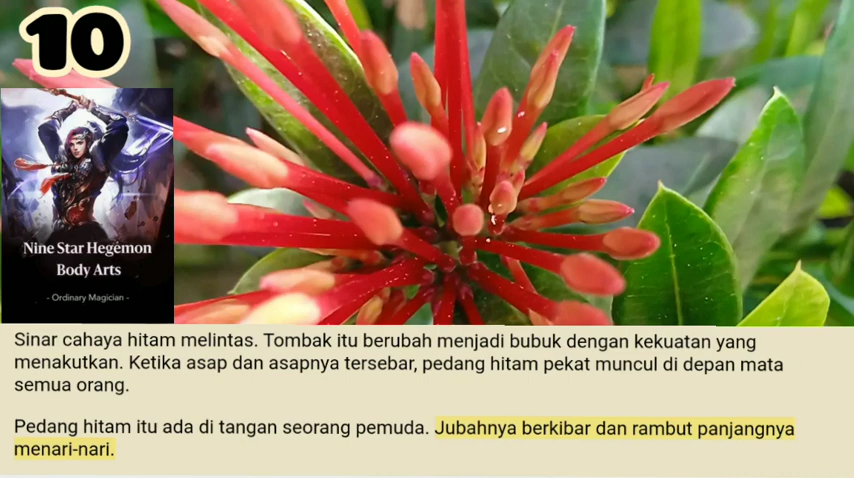 10
Nine Star Hegemon
Body Arts
- Ordinary Magician -
Sinar cahaya hitam melintas. Tombak itu berubah menjadi bubuk dengan kekuatan yang
menakutkan. Ketika asap dan asapnya tersebar, pedang hitam pekat muncul di depan mata
semua orang.
Pedang hitam itu ada di tangan seorang pemuda. Jubahnya berkibar dan rambut panjangnya
menari-nari.